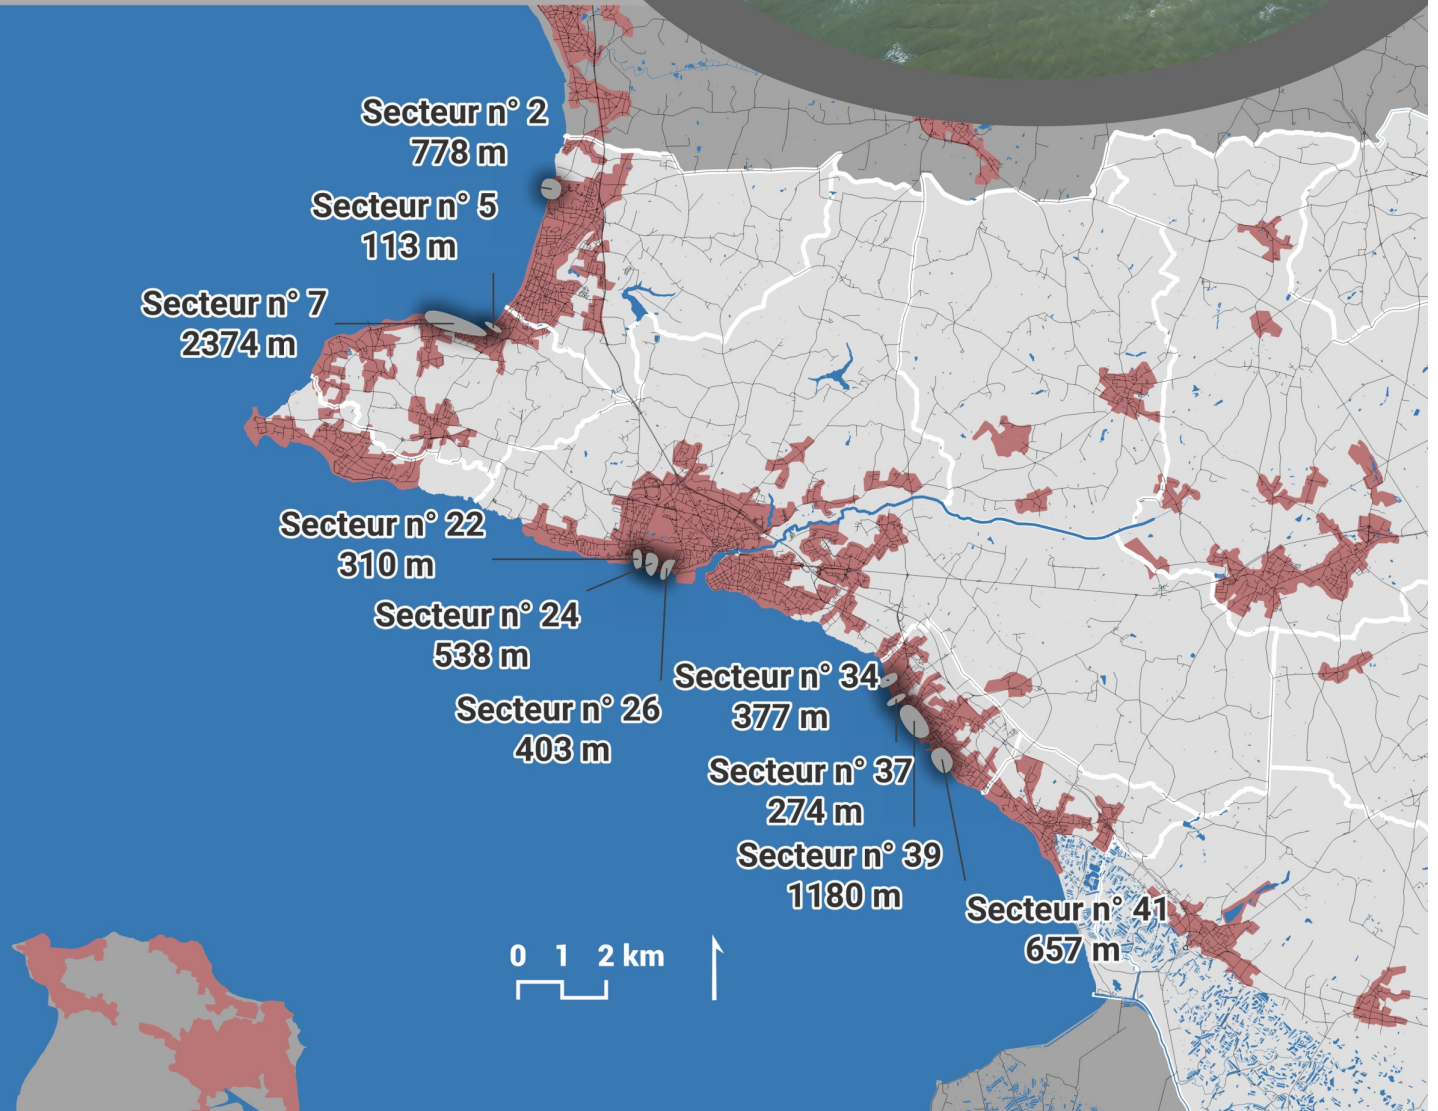 Secteur n° 2
778 m
Secteur n° 5
113 m
Secteur n° 7
2374 m
Secteur n° 22
310 m
Secteur n° 24
538 m
Secteur n° 26
403 m
Secteur n° 34
377 m
Secteur n° 37
274 m
Secteur n° 39
1180 m
Secteur n° 41
657 m
0 1 2 km